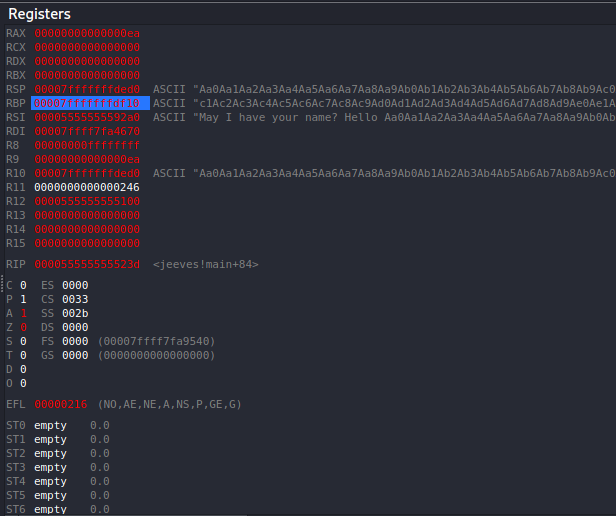 Registers
RAX 00000000000000ea
RCX 0000000000000000
RDX 0000000000000000
RBX 0000000000000000
RSP 00007fffffffded0 ASCII "Aa0Aa1Aa2Aa3Aa4Aa5Aa6Aa7Aa8Aa9Ab0Ab1Ab2Ab3Ab4Ab5Ab6Ab7Ab8Ab9Ac0
RBP 00007fffffffdf10 ASCII "c1Ac2Ac3Ac4Ac5Ac6Ac7Ac8Ac9Ad0Ad1Ad2Ad3Ad4Ad5Ad6Ad7Ad8Ad9Ae0Ae1A
RSI 00005555555592a0 ASCII "May I have your name? Hello Aa0Aa1Aa2Aa3Aa4Aa5Aa6Aa7Aa8Aa9Ab0Ab
RDI 00007ffff7fa4670
R8 00000000ffffffff
R9 00000000000000ea
R10 00007fffffffded0 ASCII "Aa0Aa1Aa2Aa3Aa4Aa5Aa6Aa7Aa8Aa9Ab0Ab1Ab2Ab3Ab4Ab5Ab6Ab7Ab8Ab9Ac0
R11 0000000000000246
R12 0000555555555100
R13 0000000000000000
R14 0000000000000000
R15 0000000000000000
RIP 000055555555523d <jeeves!main+84>
C 0 ES 0000
P 1 CS 0033
A 1 SS 002b
Z 0 DS 0000
S 0 FS 0000 (00007ffff7fa9540)
T 0 GS 0000 (0000000000000000)
D 0
O 0
EFL 00000216 (NO,AE,NE,A,NS,P,GE,G)
ST0 empty 0.0
ST1 empty 0.0
ST2 empty 0.0
ST3 empty 0.0
ST4 empty 0.0
ST5 empty 0.0
ST6 empty 0.0